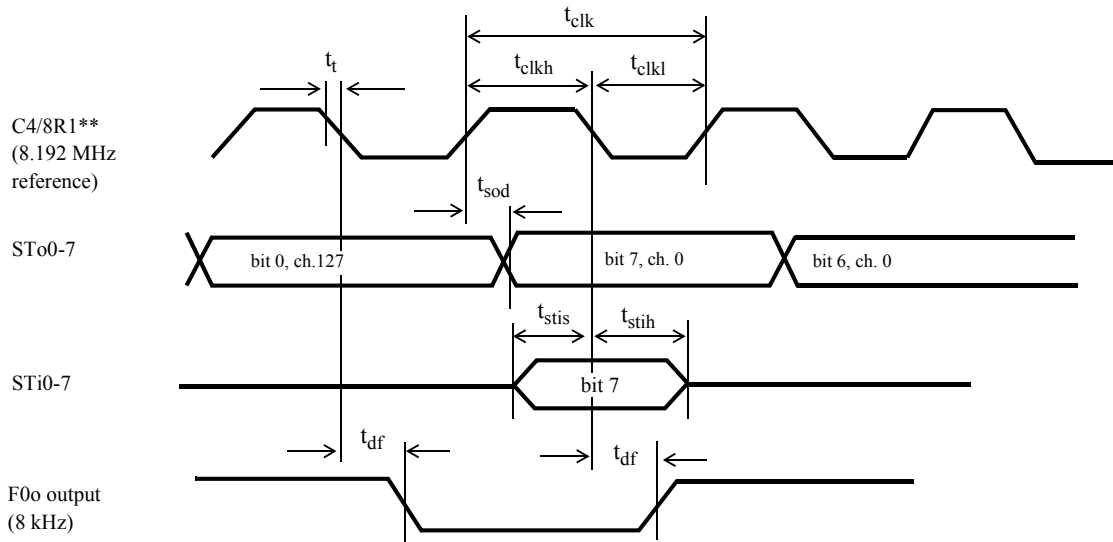 t_clk
t_t
t_clkh t_clkl
C4/8R1**
(8.192 MHz
reference)
t_sod
STo0-7
bit 0, ch.127 bit 7, ch. 0 bit 6, ch. 0
t_stis t_stih
STi0-7
bit 7
t_df t_df
F0o output
(8 kHz)